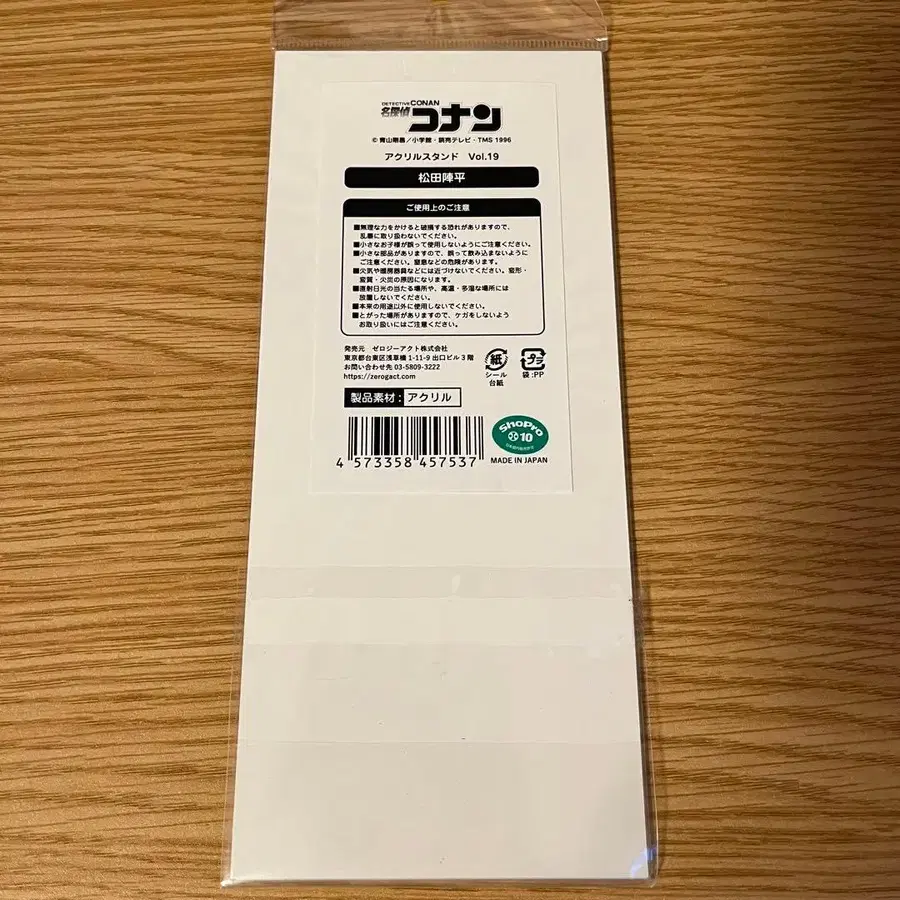 DETECTIVE CONAN
名探偵コナン
© 青山剛昌/小学館・読売テレビ・TMS 1996
アクリルスタンド Vol.19
松田陣平
ご使用上のご注意
■無理な力をかけると破損する恐れがありますので、
乱暴に取り扱わないでください。
■小さなお子様が誤って使用しないようにご注意ください。
■小さな部品がありますので、誤って飲み込まないように
ご注意ください。窒息などの危険があります。
■火気や暖房器具などには近づけないでください。変形・
変質・火災の原因になります。
■直射日光の当たる場所や、高温・多湿な場所には
放置しないでください。
■本来の用途以外に使用しないでください。
■とがった場所がありますので、ケガをしないよう
お取り扱いにはご注意ください。
発売元 ゼロジーアクト株式会社
東京都台東区浅草橋 1-11-9 出口ビル 3 階
お問い合わせ先 03-5809-3222
https://zerogact.com
紙
シール
台紙
プラ
袋:PP
製品素材:アクリル
4 573358 457537
ShoPro
10
MADE IN JAPAN